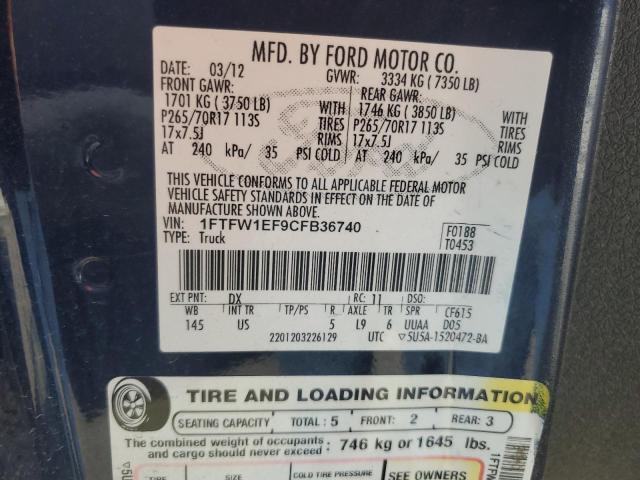 MFD. BY FORD MOTOR CO.
DATE: 03/12 GVWR: 3334 KG ( 7350 LB)
FRONT GAWR: REAR GAWR:
1701 KG ( 3750 LB) WITH 1746 KG ( 3850 LB) WITH
P265/70R17 113S TIRES P265/70R17 113S TIRES
17x7.5J RIMS 17x7.5J RIMS
AT 240 kPa/ 35 PSI COLD AT 240 kPa/ 35 PSI COLD
THIS VEHICLE CONFORMS TO ALL APPLICABLE FEDERAL MOTOR
VEHICLE SAFETY STANDARDS IN EFFECT ON THE DATE OF
MANUFACTURE SHOWN ABOVE.
VIN: 1FTFW1EF9CFB36740 F0188
TYPE: Truck T0453
EXT PNT: DX RC: 11 DSO:
WB INT TR TP/PS R AXLE TR SPR CF615
145 US 5 L9 6 UUAA D05
2201203226129 UTC ▽5U5A-1520472-BA
TIRE AND LOADING INFORMATION
SEATING CAPACITY TOTAL: 5 FRONT: 2 REAR: 3
The combined weight of occupants and cargo should never exceed: 746 kg or 1645 lbs.
TIRE SIZE COLD TIRE PRESSURE SEE OWNERS